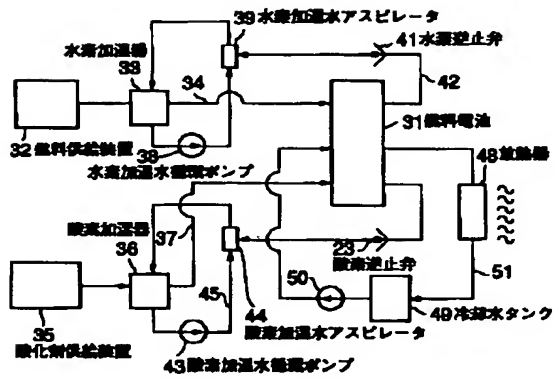 39 水素加湿水アスピレータ
水素加湿器
33
34
41 水素逆止弁
42
32 燃料供給装置
38
水素加湿水循環ポンプ
31 燃料電池
48 放熱器
酸素加湿器
36
37
23
酸素逆止弁
51
50
45
44
49 冷却水タンク
酸素加湿水アスピレータ
35
酸化剤供給装置
43 酸素加湿水循環ポンプ